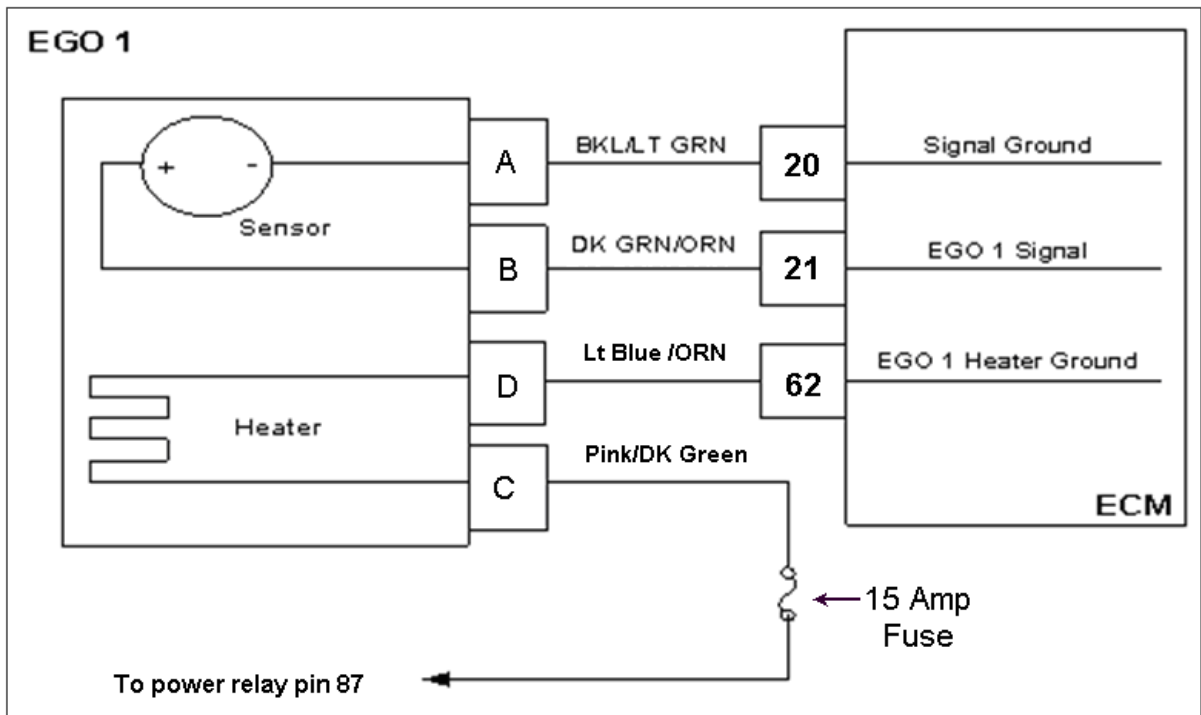 EGO 1
Sensor
Heater
A
B
D
C
BKL/LT GRN
DK GRN/ORN
Lt Blue /ORN
Pink/DK Green
20
21
62
Signal Ground
EGO 1 Signal
EGO 1 Heater Ground
ECM
+ -
15 Amp
Fuse
To power relay pin 87